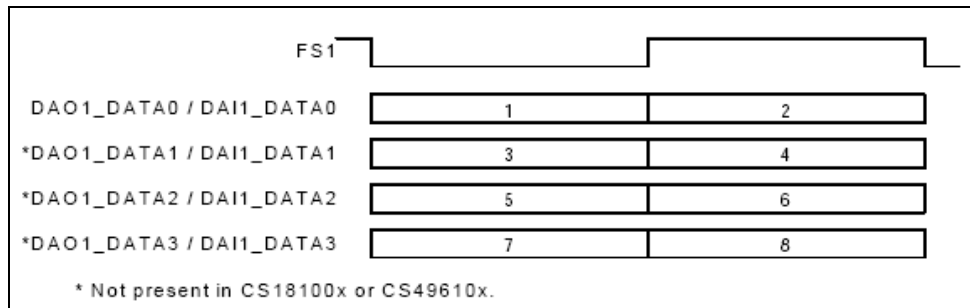 FS1
DAO1_DATA0 / DAI1_DATA0 1 2
*DAO1_DATA1 / DAI1_DATA1 3 4
*DAO1_DATA2 / DAI1_DATA2 5 6
*DAO1_DATA3 / DAI1_DATA3 7 8
* Not present in CS18100x or CS49610x.